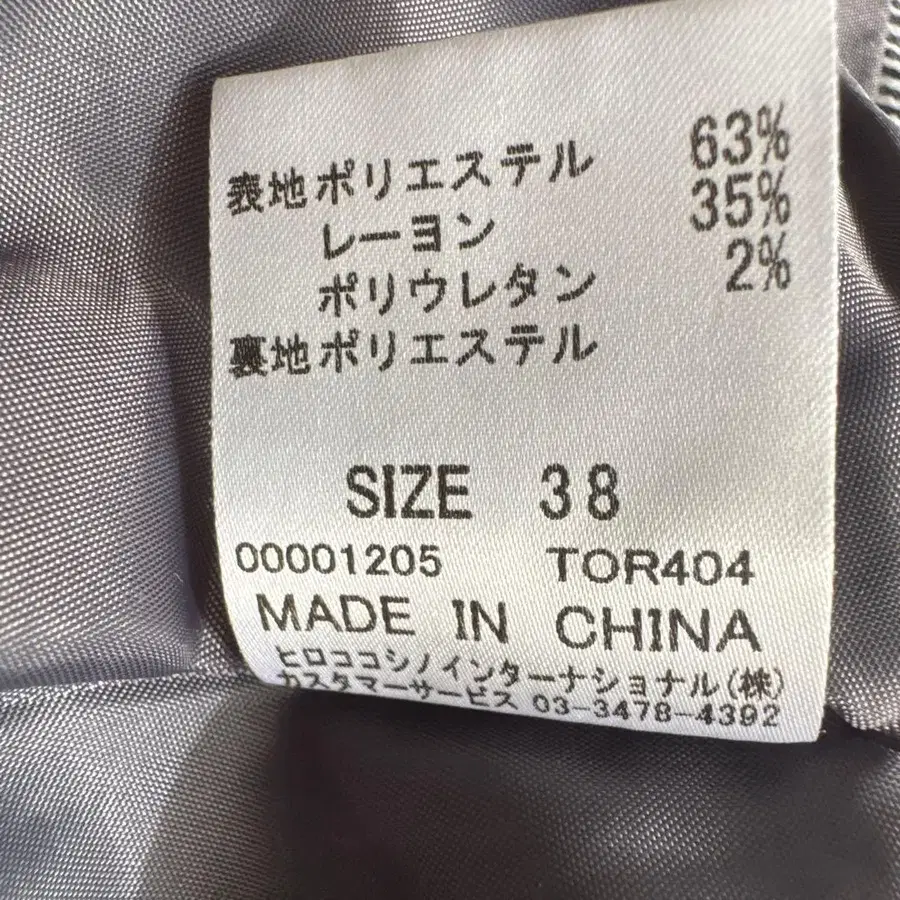 表地ポリエステル 63%
レーヨン 35%
ポリウレタン 2%
裏地ポリエステル
SIZE 38
00001205 TOR404
MADE IN CHINA
ヒロココシノインターナショナル(株)
カスタマーサービス 03-3478-4392